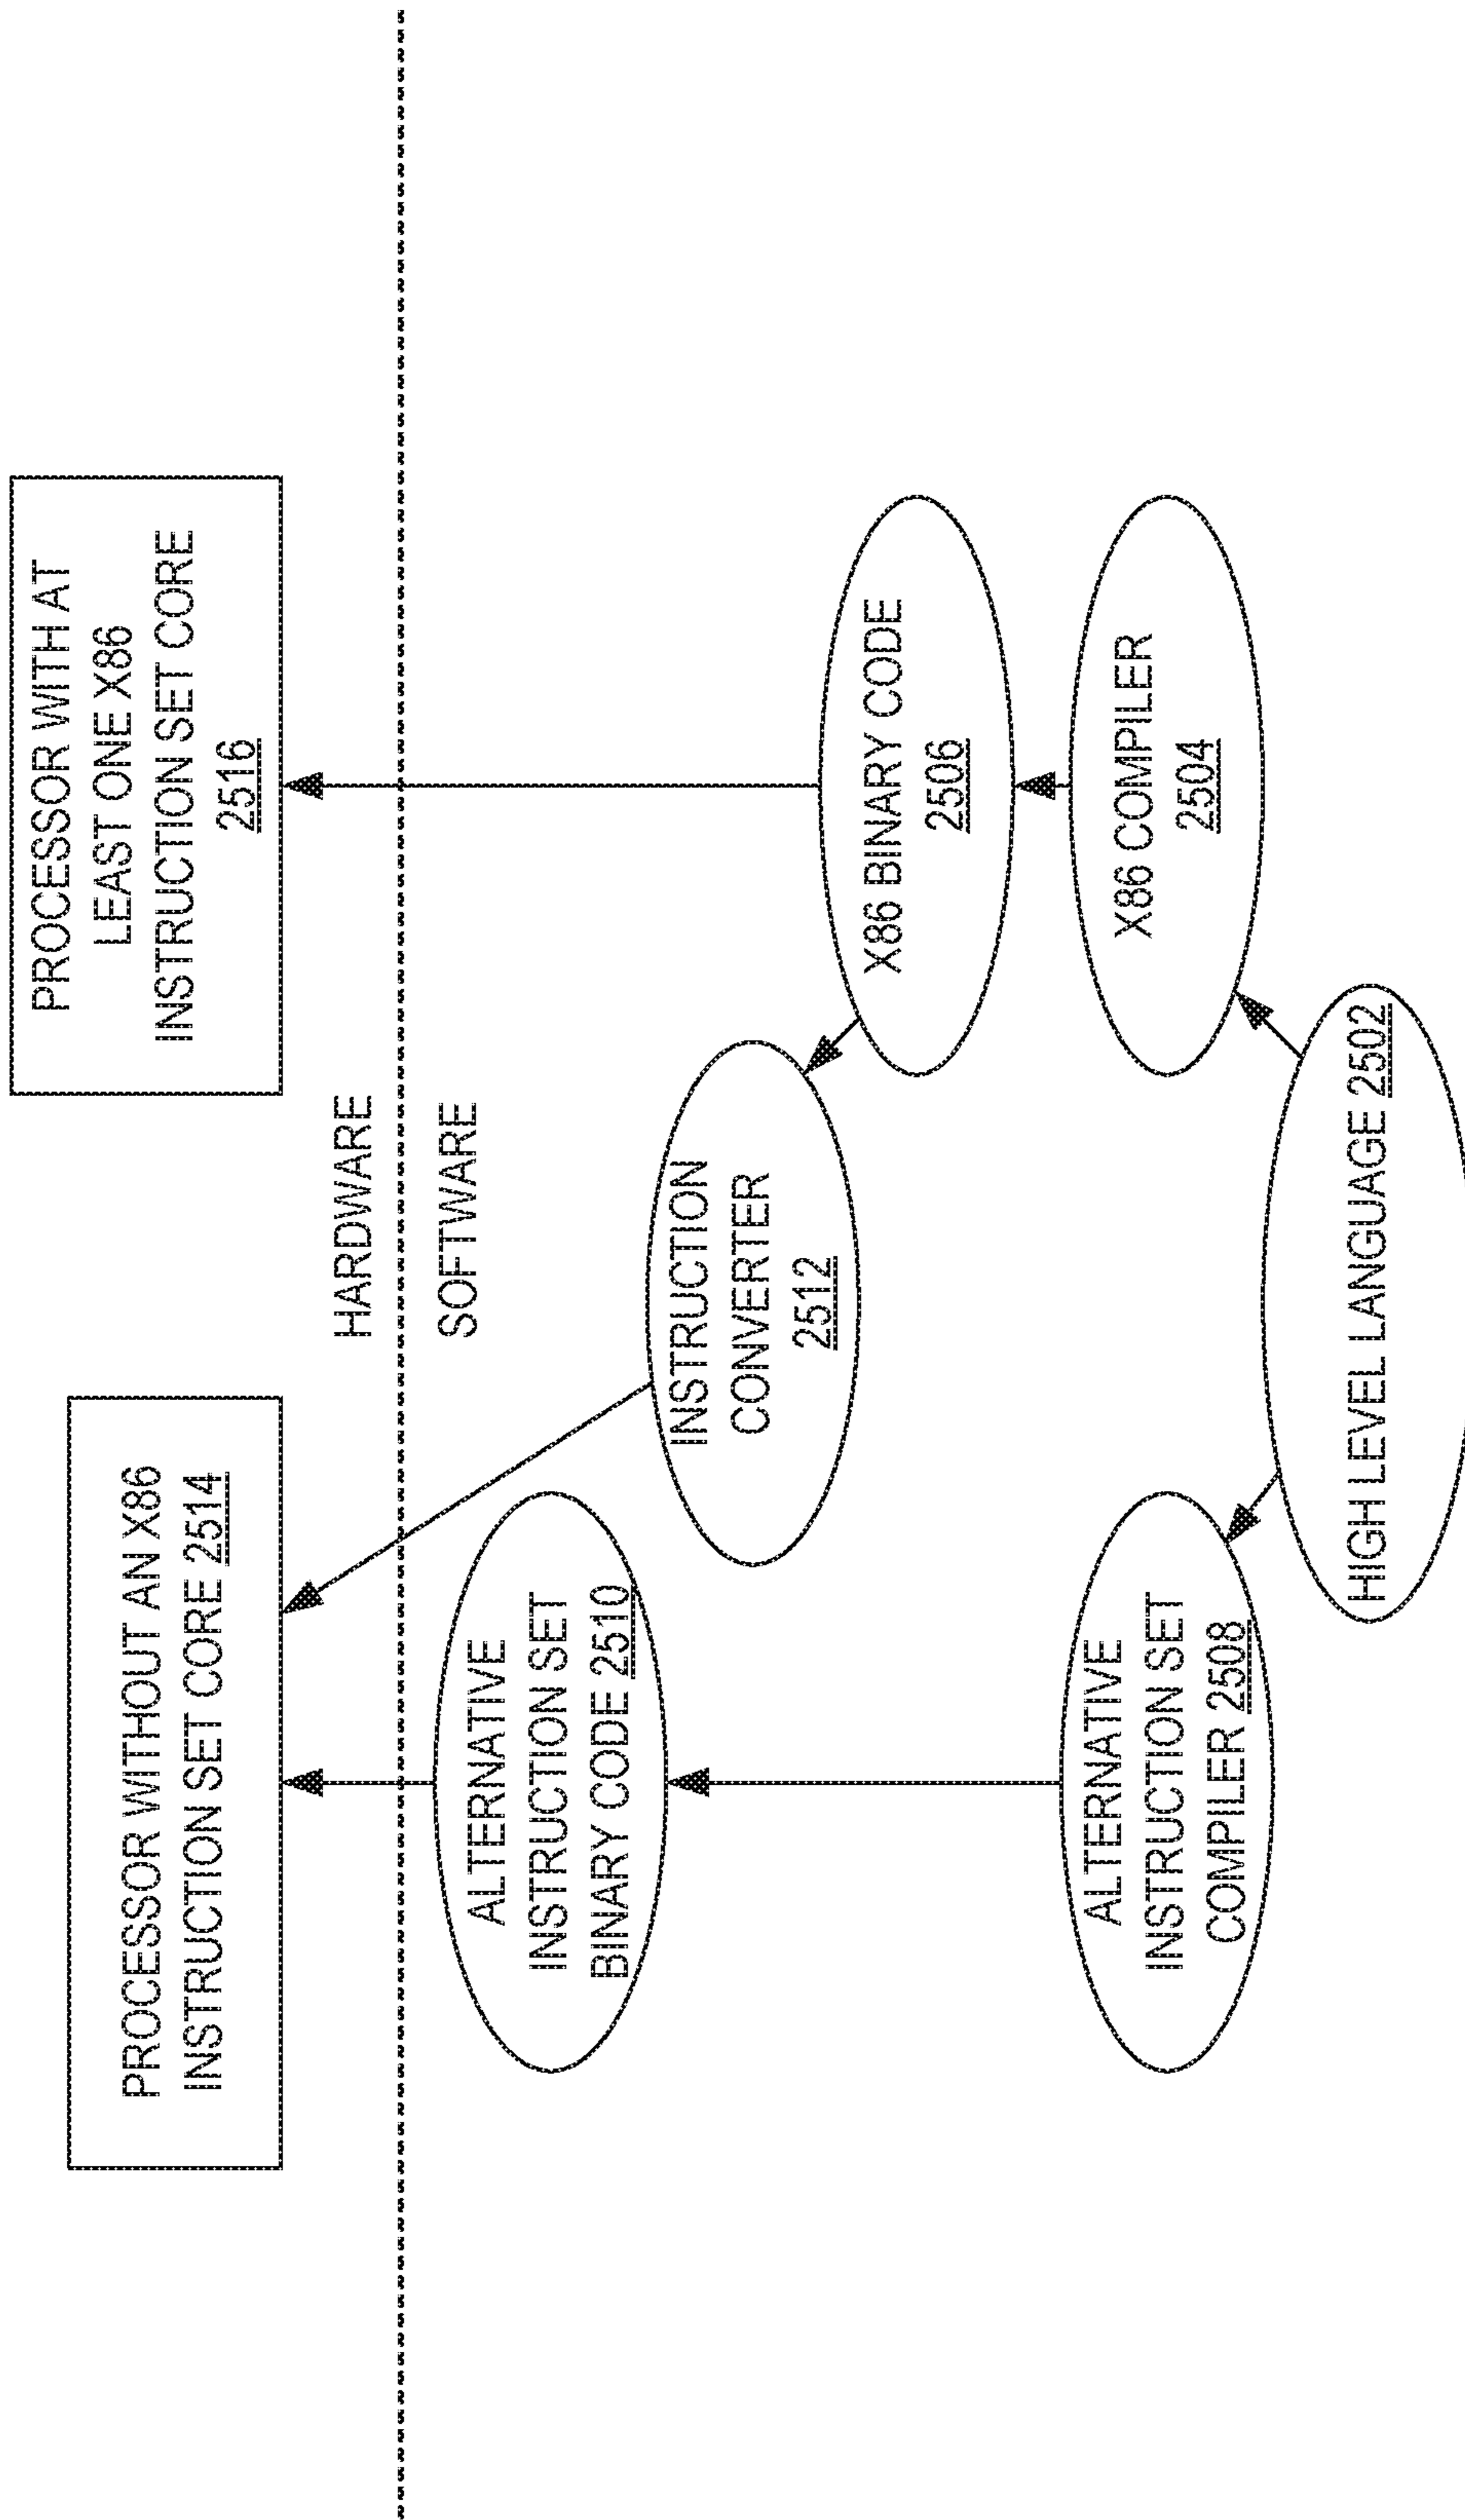 PROCESSOR WITHOUT AN X86
INSTRUCTION SET CORE 2514
PROCESSOR WITH AT
LEAST ONE X86
INSTRUCTION SET CORE
2516
HARDWARE
SOFTWARE
ALTERNATIVE
INSTRUCTION SET
BINARY CODE 2510
INSTRUCTION
CONVERTER
2512
X86 BINARY CODE
2506
ALTERNATIVE
INSTRUCTION SET
COMPILER 2508
X86 COMPILER
2504
HIGH LEVEL LANGUAGE 2502